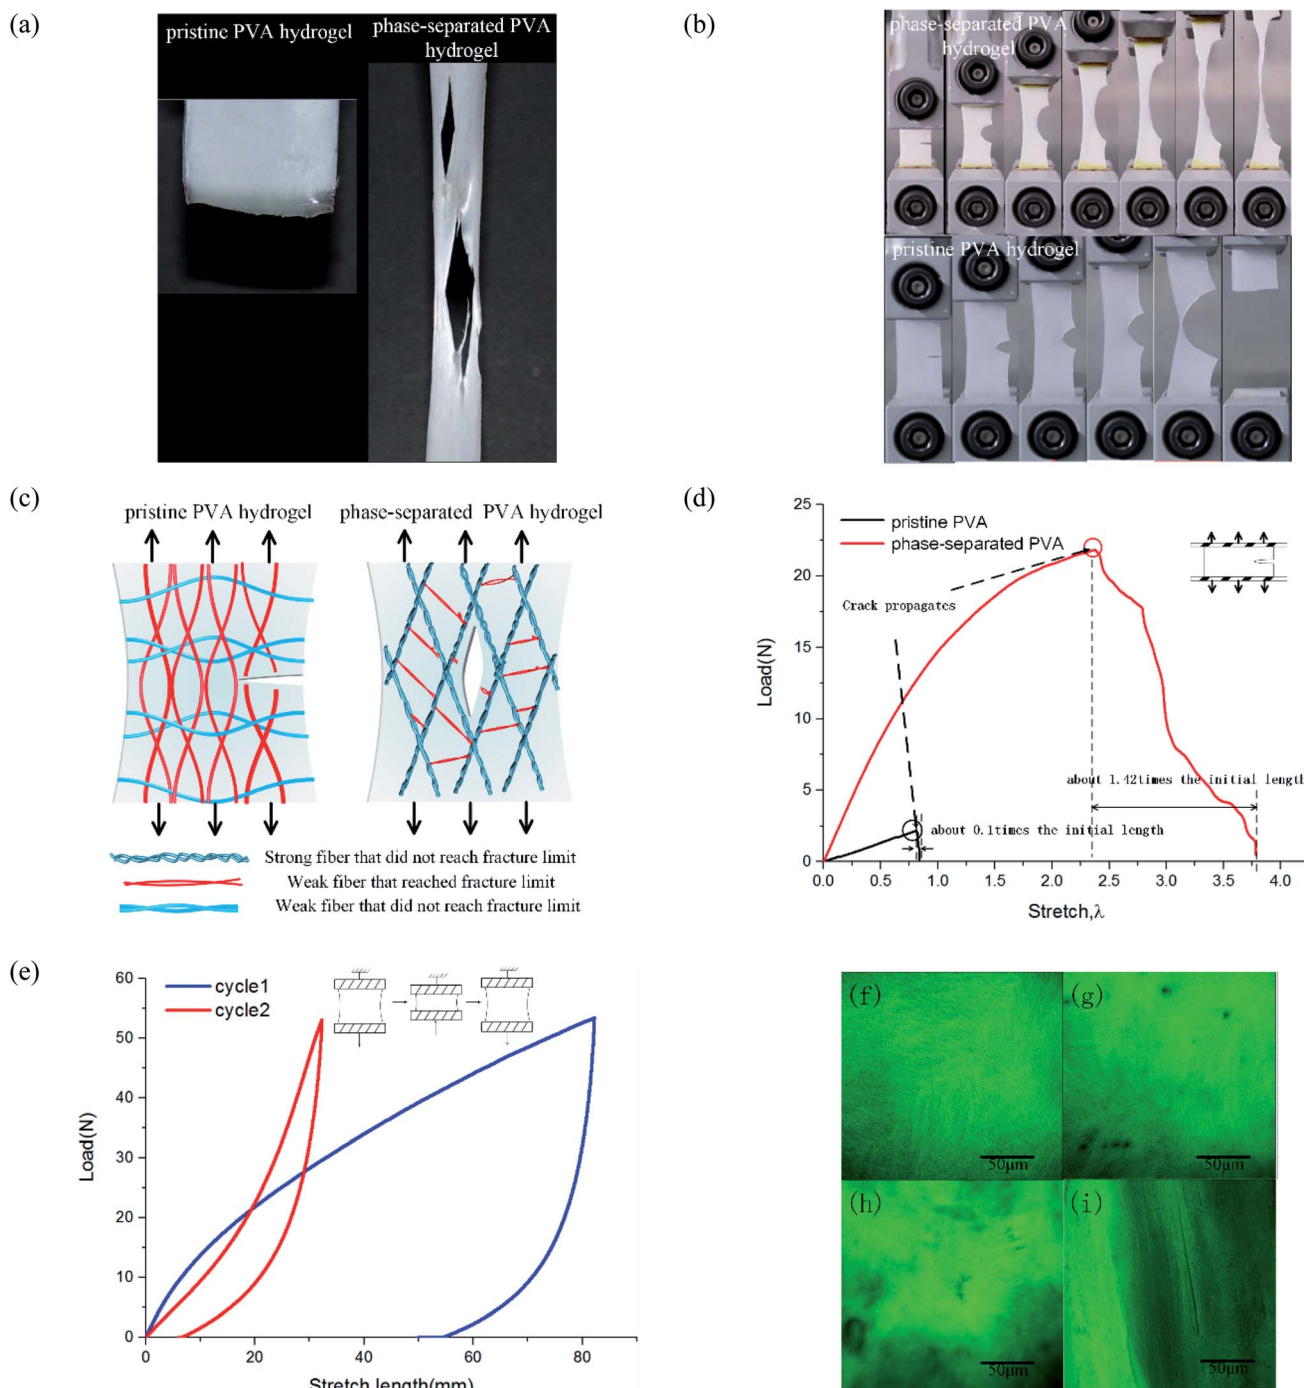 (a)
pristine PVA hydrogel
phase-separated PVA
hydrogel
(b)
phase-separated PVA
hydrogel
pristine PVA hydrogel
(c)
pristine PVA hydrogel
phase-separated PVA hydrogel
Strong fiber that did not reach fracture limit
Weak fiber that reached fracture limit
Weak fiber that did not reach fracture limit
(d)
25
20
15
10
5
0
Load(N)
pristine PVA
phase-separated PVA
Crack propagates
about 1.42times the initial length
about 0.1times the initial length
0.0 0.5 1.0 1.5 2.0 2.5 3.0 3.5 4.0
Stretch,λ
(e)
60
50
40
30
20
10
0
Load(N)
cycle1
cycle2
0 20 40 60 80
Stretch length(mm)
(f)
50μm
(g)
50μm
(h)
50μm
(i)
50μm